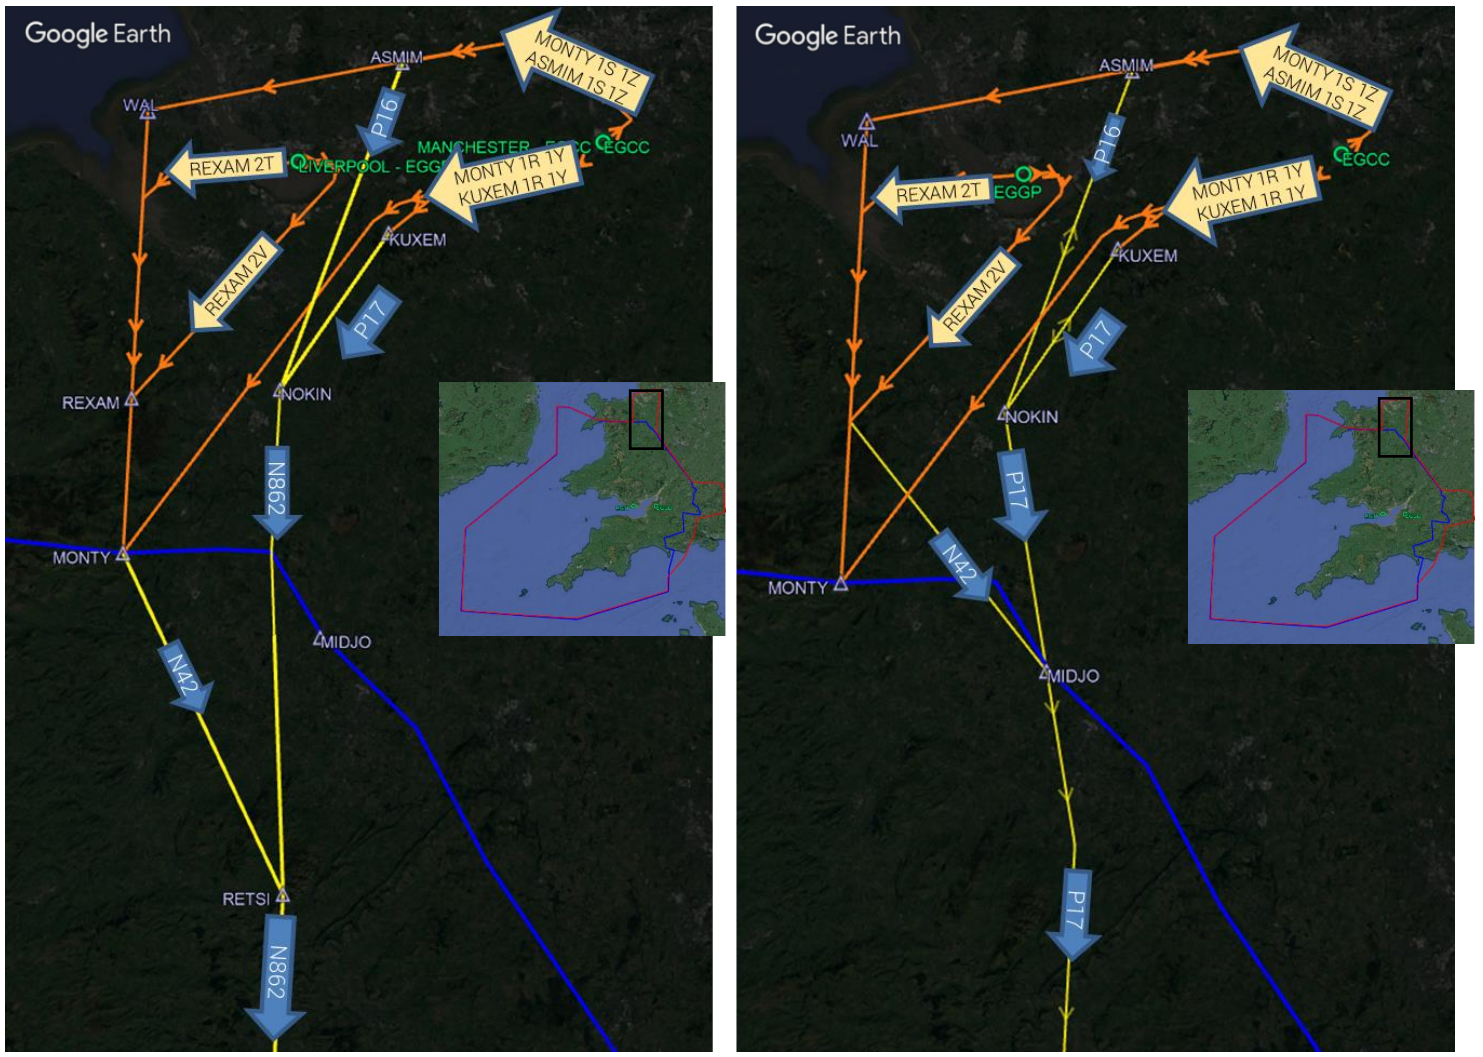 Google Earth
ASMIM
MONTY 1S 1Z
ASMIM 1S 1Z
WAL
P16
MANCHESTER - EGCC
EGCC
REXAM 2T
LIVERPOOL - EGGP
MONTY 1R 1Y
KUXEM 1R 1Y
KUXEM
REXAM 2V
P17
REXAM
NOKIN
N862
MONTY
MIDJO
N42
RETSI
N862
Google Earth
ASMIM
MONTY 1S 1Z
ASMIM 1S 1Z
WAL
P16
EGCC
REXAM 2T
EGGP
MONTY 1R 1Y
KUXEM 1R 1Y
KUXEM
REXAM 2V
P17
NOKIN
P17
N42
MONTY
MIDJO
P17